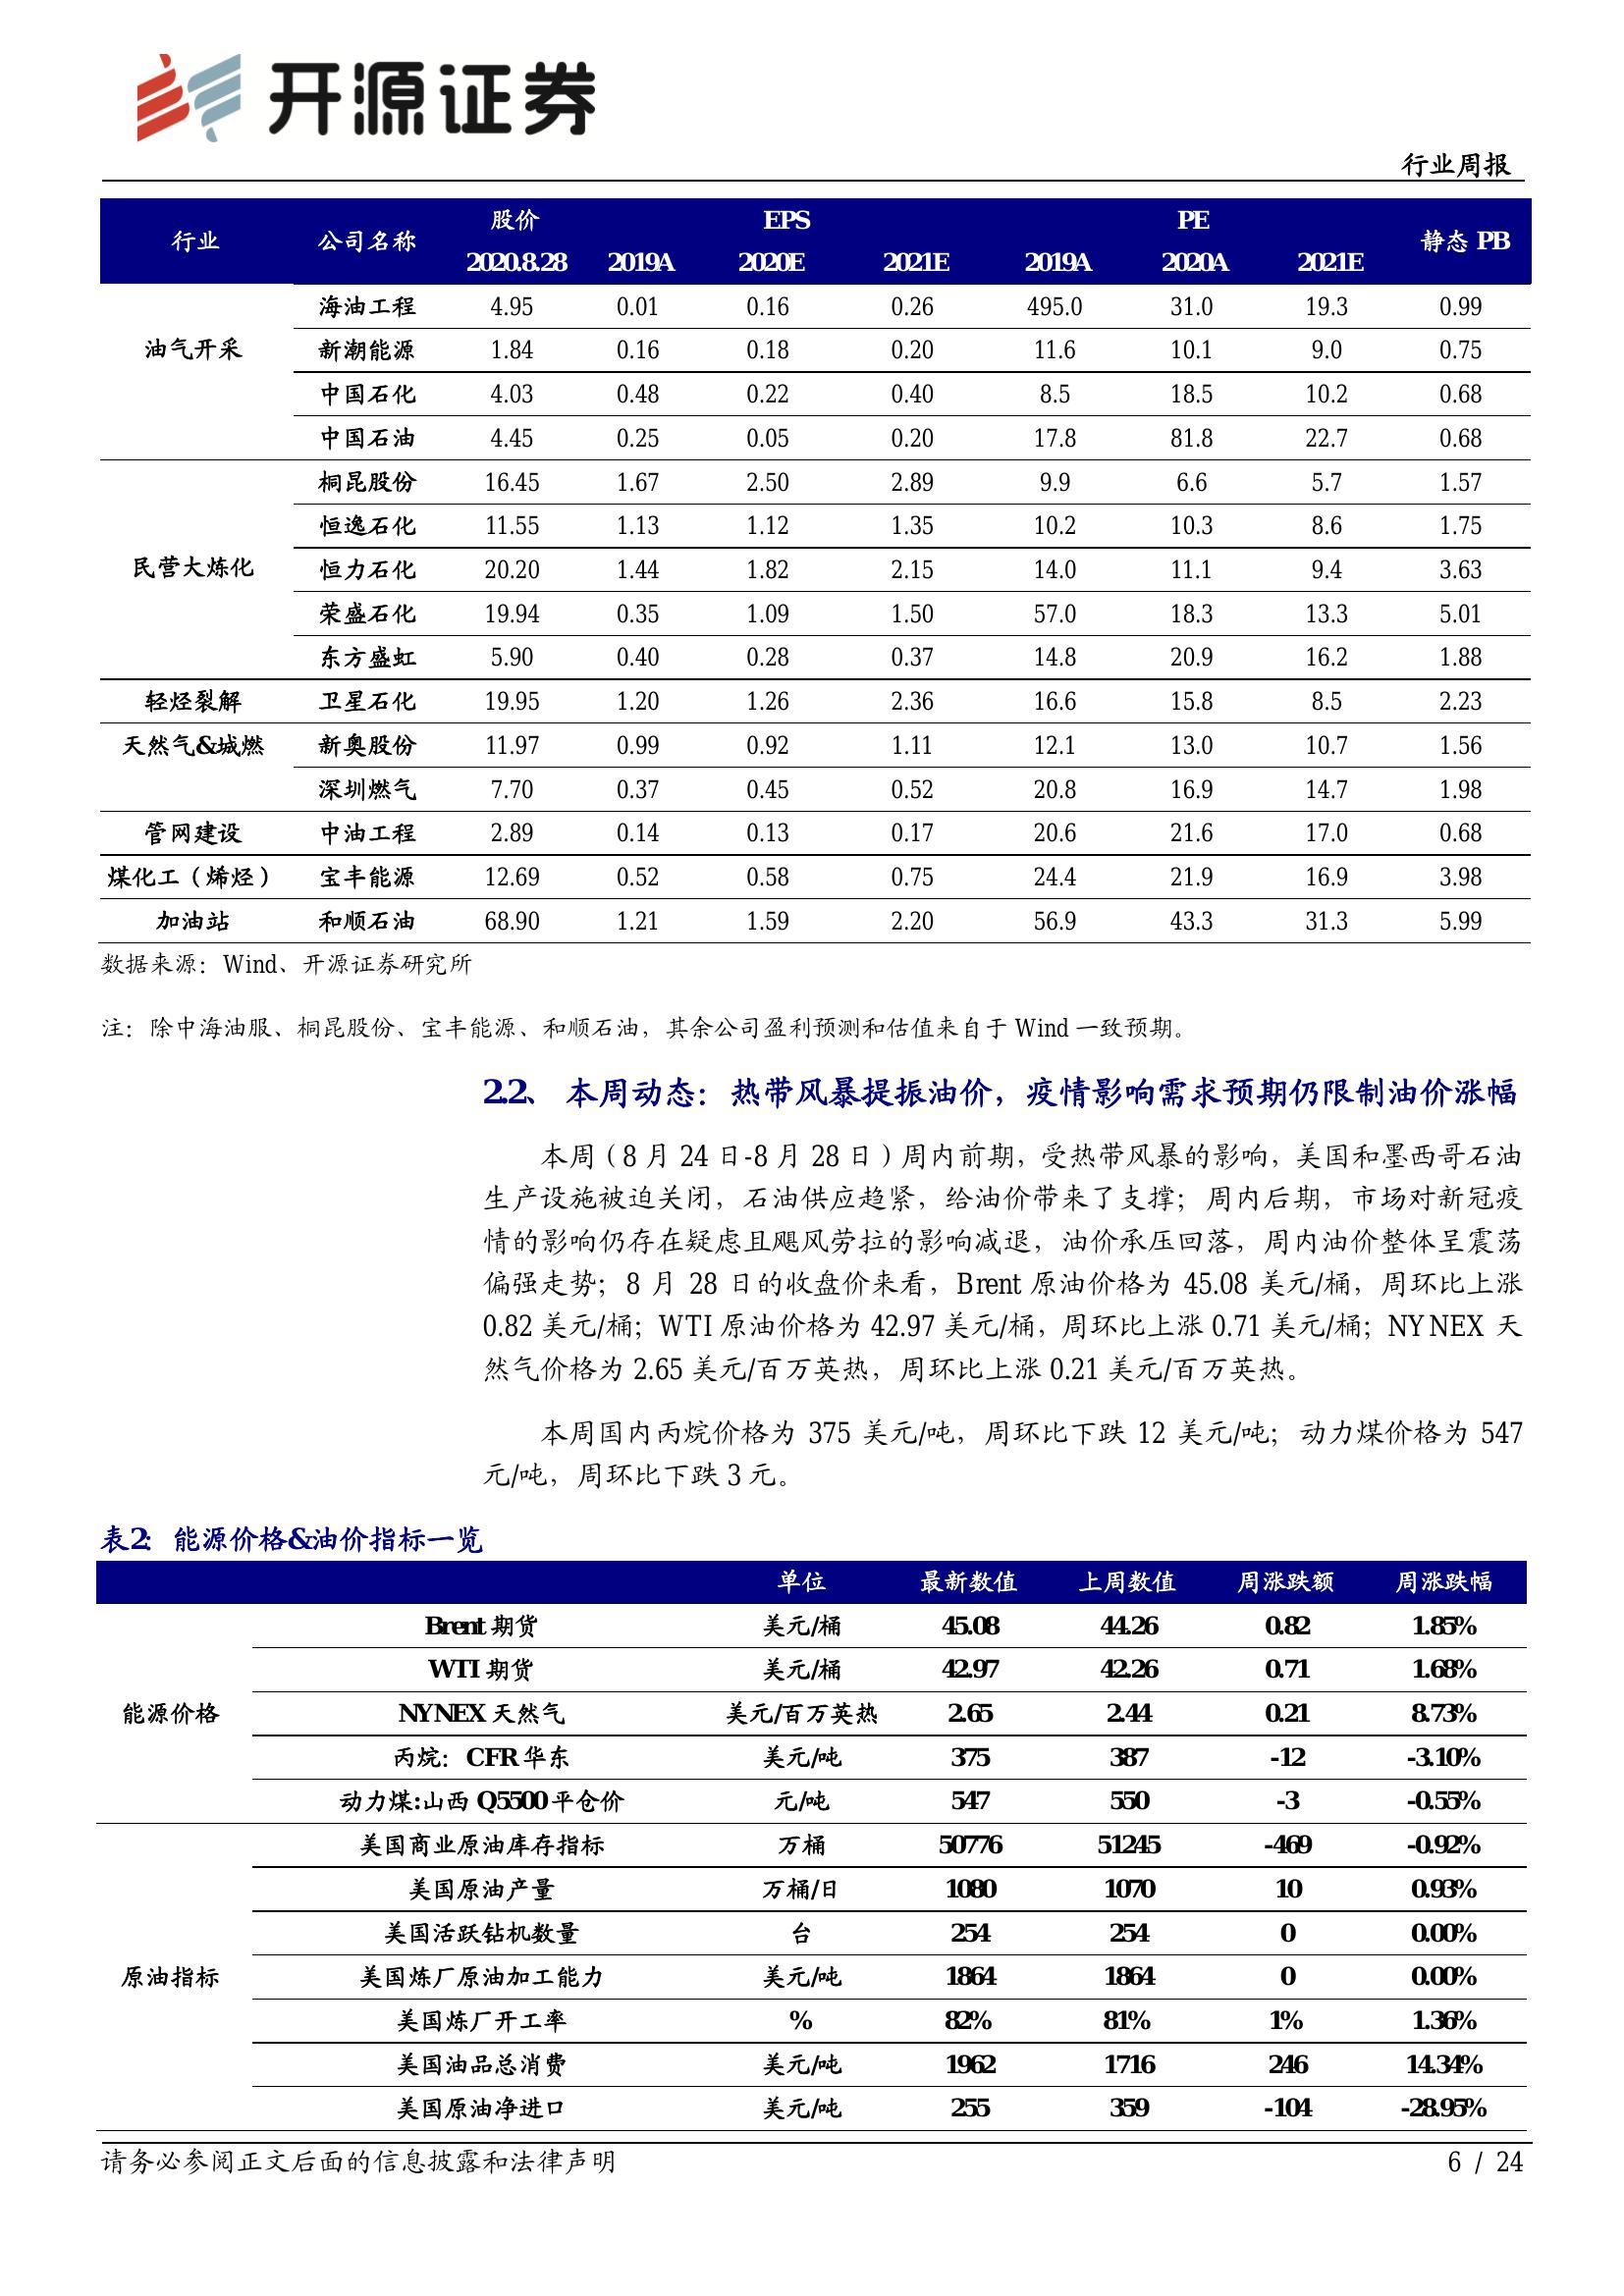 开源证券
行业周报
行业 公司名称 股价 EPS PE 静态 PB
2020.8.28 2019A 2020E 2021E 2019A 2020A 2021E
油气开采 海油工程 4.95 0.01 0.16 0.26 495.0 31.0 19.3 0.99
新潮能源 1.84 0.16 0.18 0.20 11.6 10.1 9.0 0.75
中国石化 4.03 0.48 0.22 0.40 8.5 18.5 10.2 0.68
中国石油 4.45 0.25 0.05 0.20 17.8 81.8 22.7 0.68
民营大炼化 桐昆股份 16.45 1.67 2.50 2.89 9.9 6.6 5.7 1.57
恒逸石化 11.55 1.13 1.12 1.35 10.2 10.3 8.6 1.75
恒力石化 20.20 1.44 1.82 2.15 14.0 11.1 9.4 3.63
荣盛石化 19.94 0.35 1.09 1.50 57.0 18.3 13.3 5.01
东方盛虹 5.90 0.40 0.28 0.37 14.8 20.9 16.2 1.88
轻烃裂解 卫星石化 19.95 1.20 1.26 2.36 16.6 15.8 8.5 2.23
天然气&城燃 新奥股份 11.97 0.99 0.92 1.11 12.1 13.0 10.7 1.56
深圳燃气 7.70 0.37 0.45 0.52 20.8 16.9 14.7 1.98
管网建设 中油工程 2.89 0.14 0.13 0.17 20.6 21.6 17.0 0.68
煤化工（烯烃） 宝丰能源 12.69 0.52 0.58 0.75 24.4 21.9 16.9 3.98
加油站 和顺石油 68.90 1.21 1.59 2.20 56.9 43.3 31.3 5.99
数据来源：Wind、开源证券研究所
注：除中海油服、桐昆股份、宝丰能源、和顺石油，其余公司盈利预测和估值来自于 Wind 一致预期。
2.2、 本周动态：热带风暴提振油价，疫情影响需求预期仍限制油价涨幅
本周（8 月 24 日-8 月 28 日）周内前期，受热带风暴的影响，美国和墨西哥石油
生产设施被迫关闭，石油供应趋紧，给油价带来了支撑；周内后期，市场对新冠疫
情的影响仍存在疑虑且飓风劳拉的影响减退，油价承压回落，周内油价整体呈震荡
偏强走势；8 月 28 日的收盘价来看，Brent 原油价格为 45.08 美元/桶，周环比上涨
0.82 美元/桶；WTI 原油价格为 42.97 美元/桶，周环比上涨 0.71 美元/桶；NYNEX 天
然气价格为 2.65 美元/百万英热，周环比上涨 0.21 美元/百万英热。
本周国内丙烷价格为 375 美元/吨，周环比下跌 12 美元/吨；动力煤价格为 547
元/吨，周环比下跌 3 元。
表2：能源价格&油价指标一览
单位 最新数值 上周数值 周涨跌额 周涨跌幅
能源价格 Brent 期货 美元/桶 45.08 44.26 0.82 1.85%
WTI 期货 美元/桶 42.97 42.26 0.71 1.68%
NYNEX 天然气 美元/百万英热 2.65 2.44 0.21 8.73%
丙烷：CFR 华东 美元/吨 375 387 -12 -3.10%
动力煤:山西 Q5500 平仓价 元/吨 547 550 -3 -0.55%
原油指标 美国商业原油库存指标 万桶 50776 51245 -469 -0.92%
美国原油产量 万桶/日 1080 1070 10 0.93%
美国活跃钻机数量 台 254 254 0 0.00%
美国炼厂原油加工能力 美元/吨 1864 1864 0 0.00%
美国炼厂开工率 % 82% 81% 1% 1.36%
美国油品总消费 美元/吨 1962 1716 246 14.34%
美国原油净进口 美元/吨 255 359 -104 -28.95%
请务必参阅正文后面的信息披露和法律声明 6 / 24